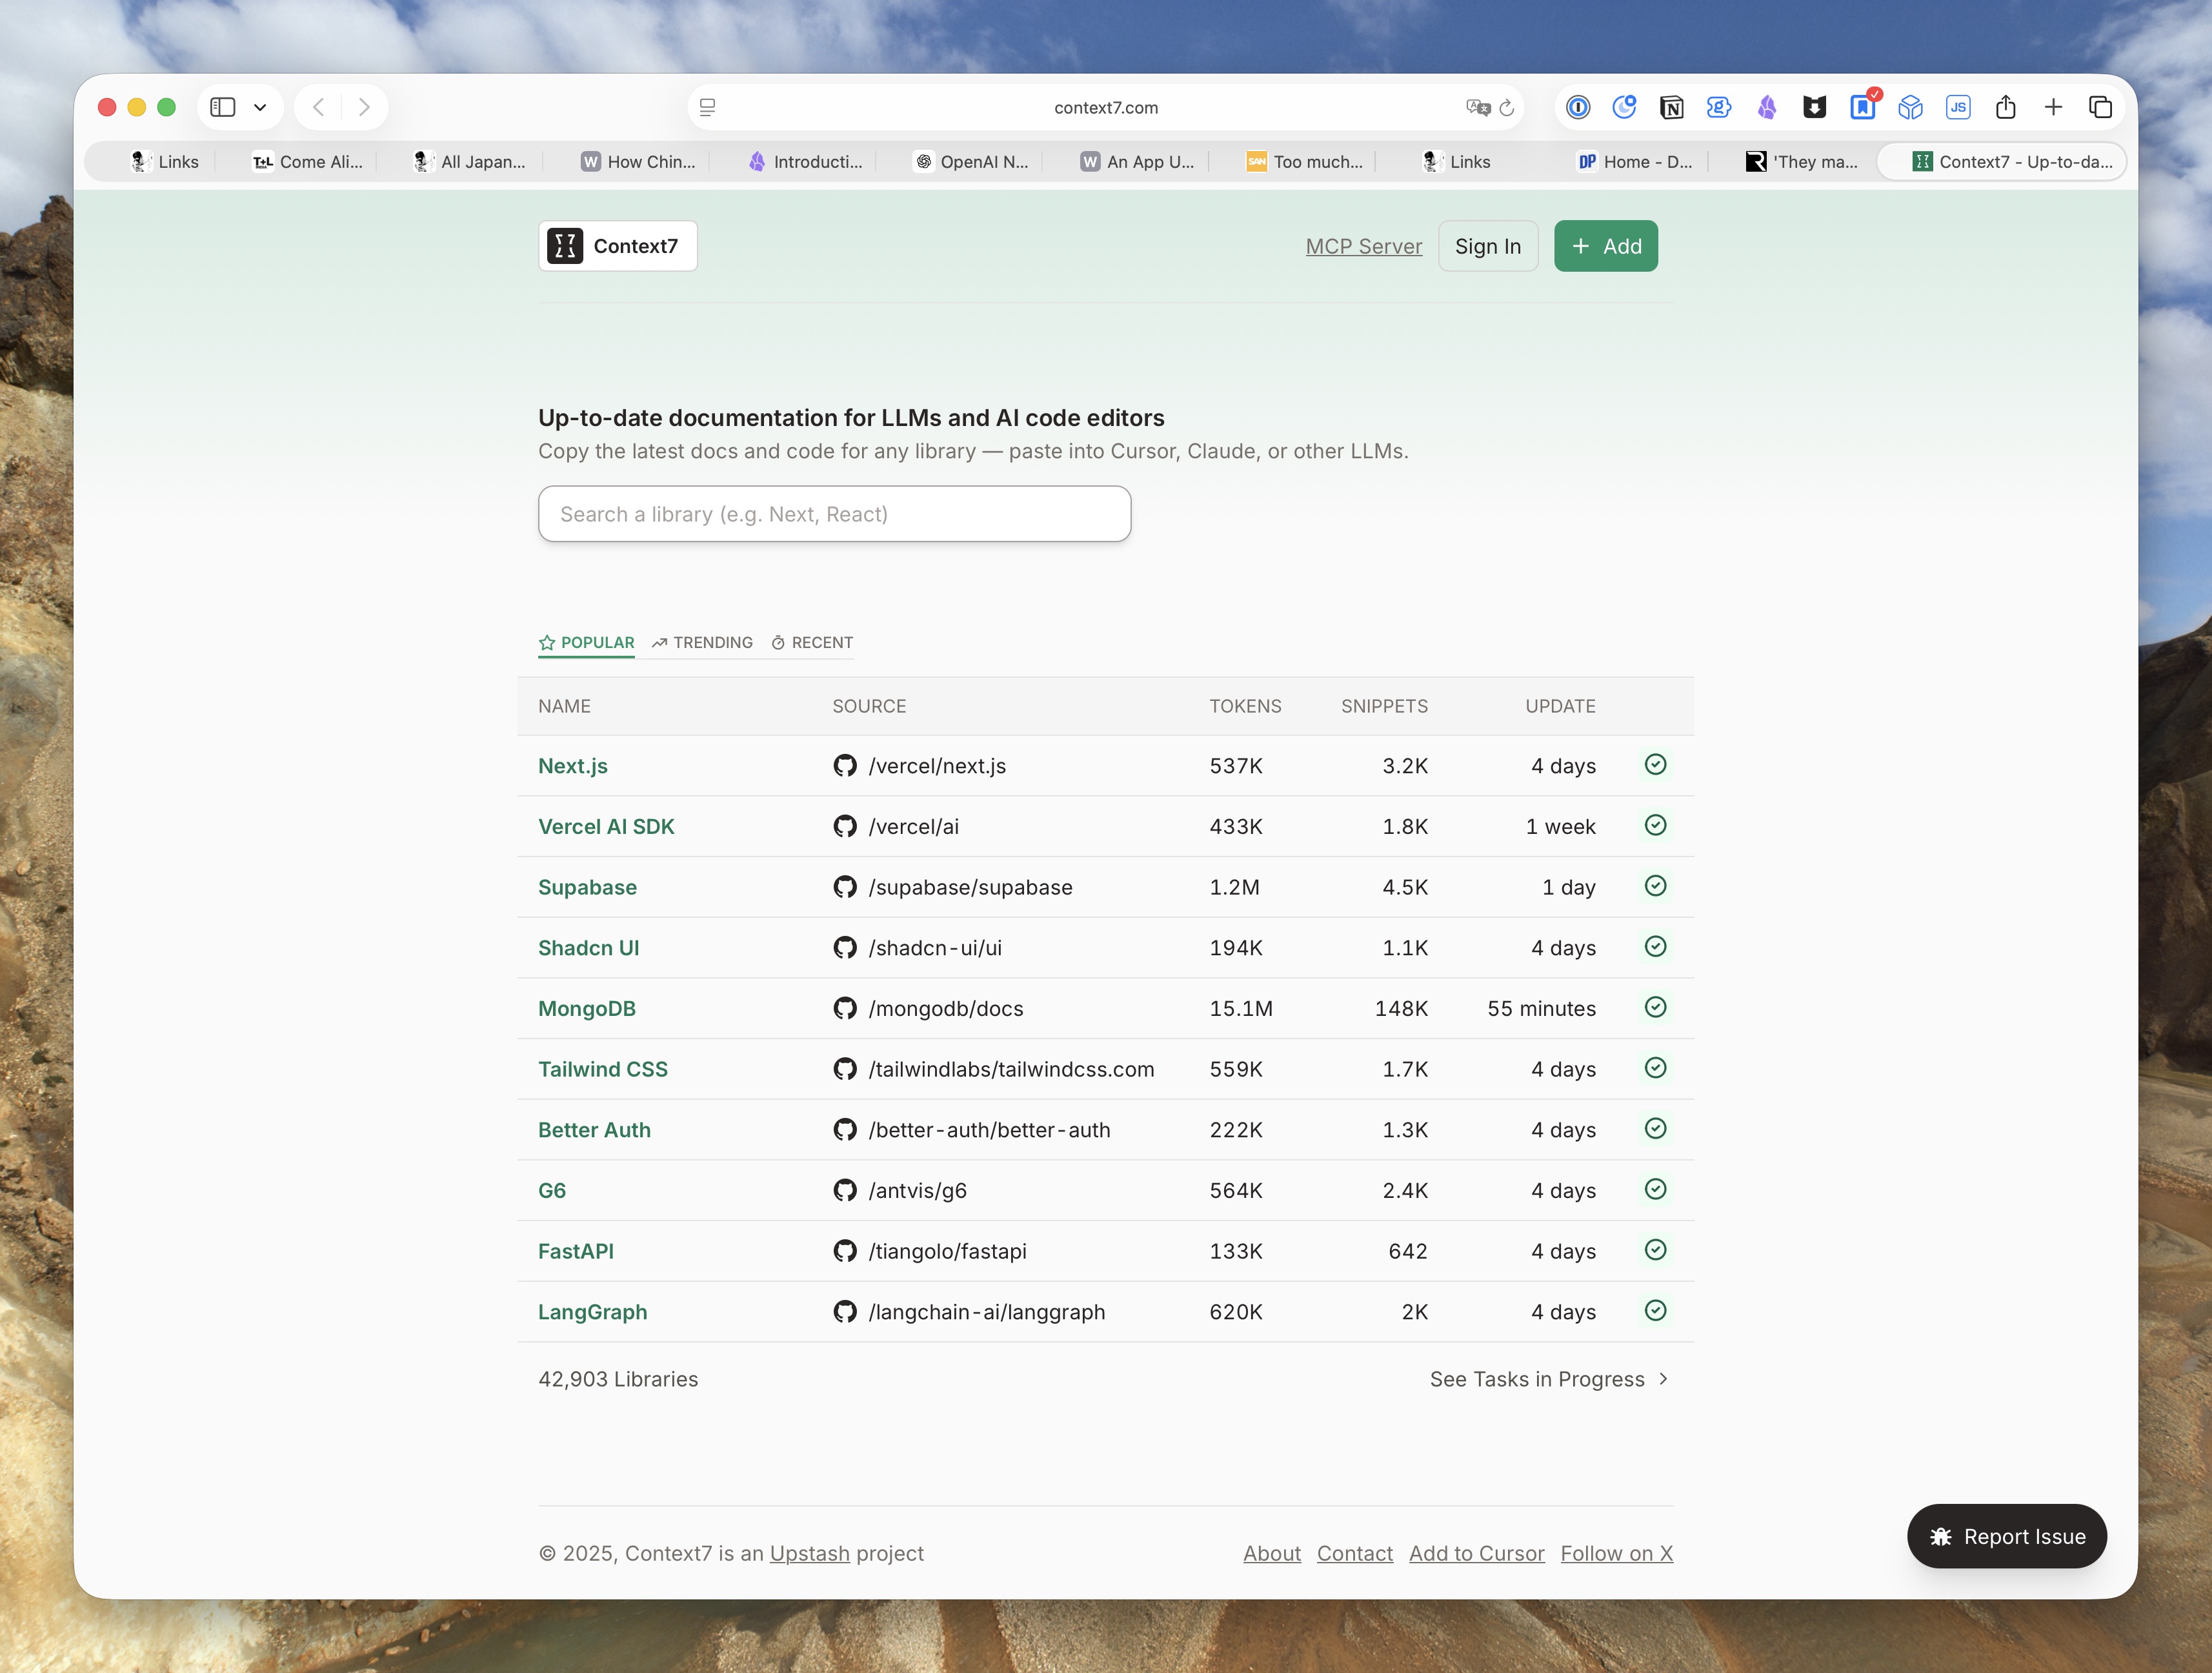 context7.com
Links
T+L Come Ali...
All Japan...
W How Chin...
Introducti...
OpenAI N...
W An App U...
SAN Too much...
Links
DP Home - D...
'They ma...
Context7 - Up-to-da...
Context7
MCP Server
Sign In
+ Add
Up-to-date documentation for LLMs and AI code editors
Copy the latest docs and code for any library — paste into Cursor, Claude, or other LLMs.
Search a library (e.g. Next, React)
POPULAR TRENDING RECENT
NAME SOURCE TOKENS SNIPPETS UPDATE
Next.js /vercel/next.js 537K 3.2K 4 days
Vercel AI SDK /vercel/ai 433K 1.8K 1 week
Supabase /supabase/supabase 1.2M 4.5K 1 day
Shadcn UI /shadcn-ui/ui 194K 1.1K 4 days
MongoDB /mongodb/docs 15.1M 148K 55 minutes
Tailwind CSS /tailwindlabs/tailwindcss.com 559K 1.7K 4 days
Better Auth /better-auth/better-auth 222K 1.3K 4 days
G6 /antvis/g6 564K 2.4K 4 days
FastAPI /tiangolo/fastapi 133K 642 4 days
LangGraph /langchain-ai/langgraph 620K 2K 4 days
42,903 Libraries See Tasks in Progress
© 2025, Context7 is an Upstash project
About Contact Add to Cursor Follow on X
Report Issue